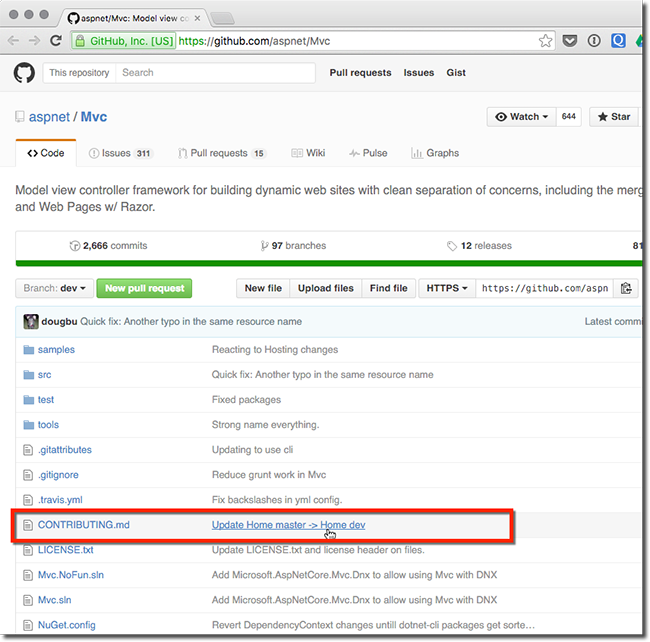 aspnet/Mvc: Model view co
GitHub, Inc. [US] https://github.com/aspnet/Mvc
This repository Search Pull requests Issues Gist
aspnet / Mvc Watch 644 Star
Code Issues 311 Pull requests 15 Wiki Pulse Graphs
Model view controller framework for building dynamic web sites with clean separation of concerns, including the merg
and Web Pages w/ Razor.
2,666 commits 97 branches 12 releases 81
Branch: dev New pull request New file Upload files Find file HTTPS https://github.com/aspn
dougbu Quick fix: Another typo in the same resource name Latest commi
samples Reacting to Hosting changes
src Quick fix: Another typo in the same resource name
test Fixed packages
tools Strong name everything.
.gitattributes Updating to use cli
.gitignore Reduce grunt work in Mvc
.travis.yml Fix backslashes in yml config.
CONTRIBUTING.md Update Home master -> Home dev
LICENSE.txt Update LICENSE.txt and license header on files.
Mvc.NoFun.sln Add Microsoft.AspNetCore.Mvc.Dnx to allow using Mvc with DNX
Mvc.sln Add Microsoft.AspNetCore.Mvc.Dnx to allow using Mvc with DNX
NuGet.config Revert DependencyContext changes untill dotnet-cli packages get sorte…